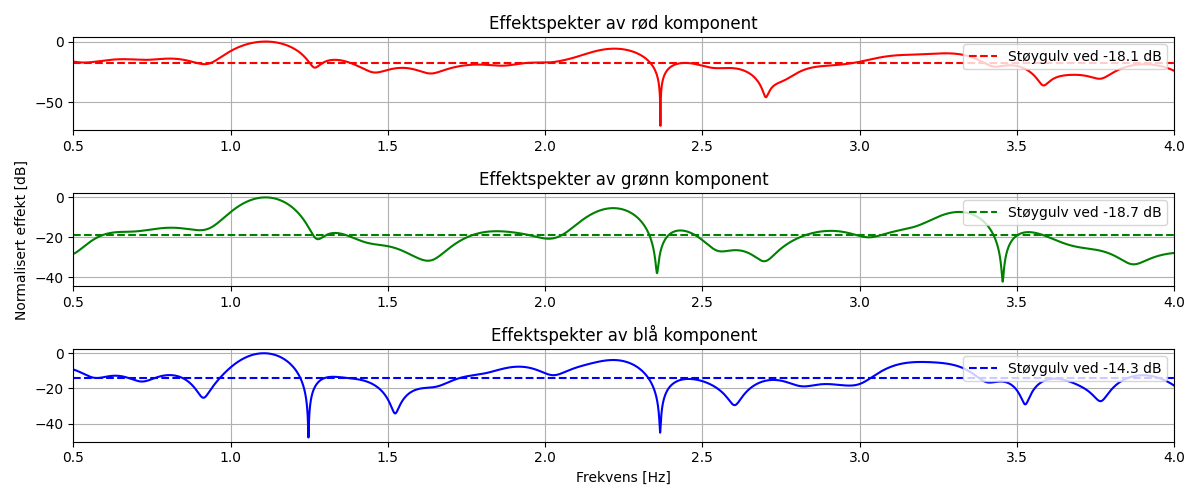 Effektspekter av rød komponent
0
−50
Støygulv ved -18.1 dB
0.5 1.0 1.5 2.0 2.5 3.0 3.5 4.0
Effektspekter av grønn komponent
Normalisert effekt [dB]
0
−20
−40
Støygulv ved -18.7 dB
0.5 1.0 1.5 2.0 2.5 3.0 3.5 4.0
Effektspekter av blå komponent
0
−20
−40
Støygulv ved -14.3 dB
0.5 1.0 1.5 2.0 2.5 3.0 3.5 4.0
Frekvens [Hz]